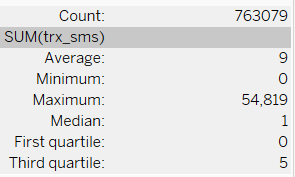 Count: 763079
SUM(trx_sms)
Average: 9
Minimum: 0
Maximum: 54,819
Median: 1
First quartile: 0
Third quartile: 5